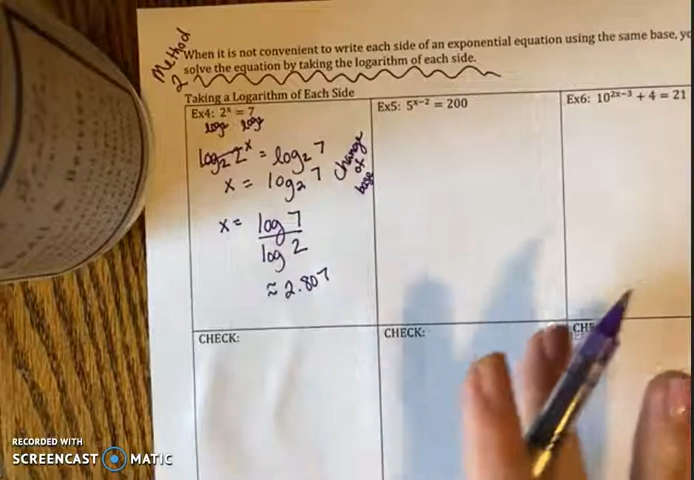 Method
2
When it is not convenient to write each side of an exponential equation using the same base, yo
solve the equation by taking the logarithm of each side.
Taking a Logarithm of Each Side
Ex4: 2ˣ = 7
log₂ log₂
log₂ 2ˣ = log₂ 7
x = log₂ 7
change
of
base
x = log 7
log 2
≈ 2.807
CHECK:
Ex5: 5ˣ⁻² = 200
CHECK:
Ex6: 10²ˣ⁻³ + 4 = 21
CHE
RECORDED WITH
SCREENCAST MATIC